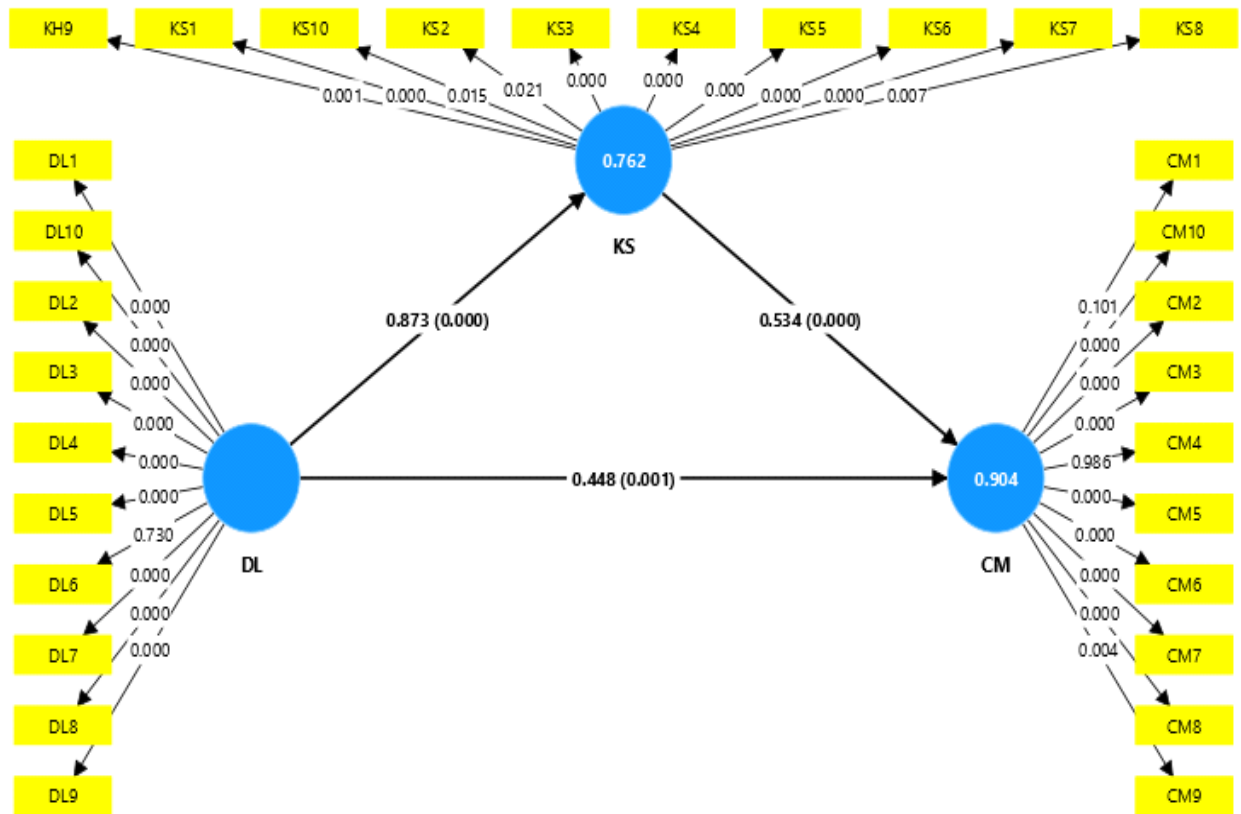 KH9 KS1 KS10 KS2 KS3 KS4 KS5 KS6 KS7 KS8
0.001 0.000 0.015 0.021 0.000 0.000 0.000 0.000 0.000 0.007
0.762
KS
DL1
DL10
DL2
DL3
DL4
DL5
DL6
DL7
DL8
DL9
0.000
0.000
0.000
0.000
0.000
0.000
0.730
0.000
0.000
0.000
DL
0.873 (0.000)
0.534 (0.000)
0.448 (0.001)
0.904
CM
0.101
0.000
0.000
0.000
0.986
0.000
0.000
0.000
0.000
0.004
CM1
CM10
CM2
CM3
CM4
CM5
CM6
CM7
CM8
CM9